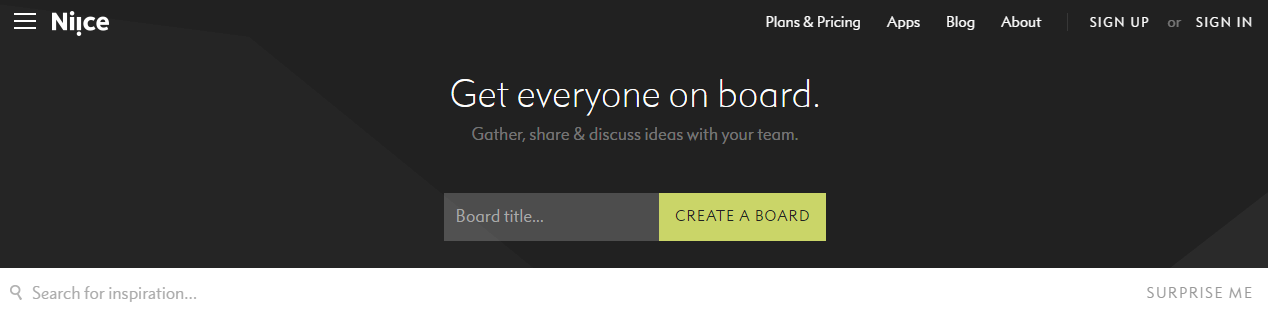 Niice Plans & Pricing Apps Blog About SIGN UP or SIGN IN
Get everyone on board.
Gather, share & discuss ideas with your team.
Board title... CREATE A BOARD
Search for inspiration... SURPRISE ME